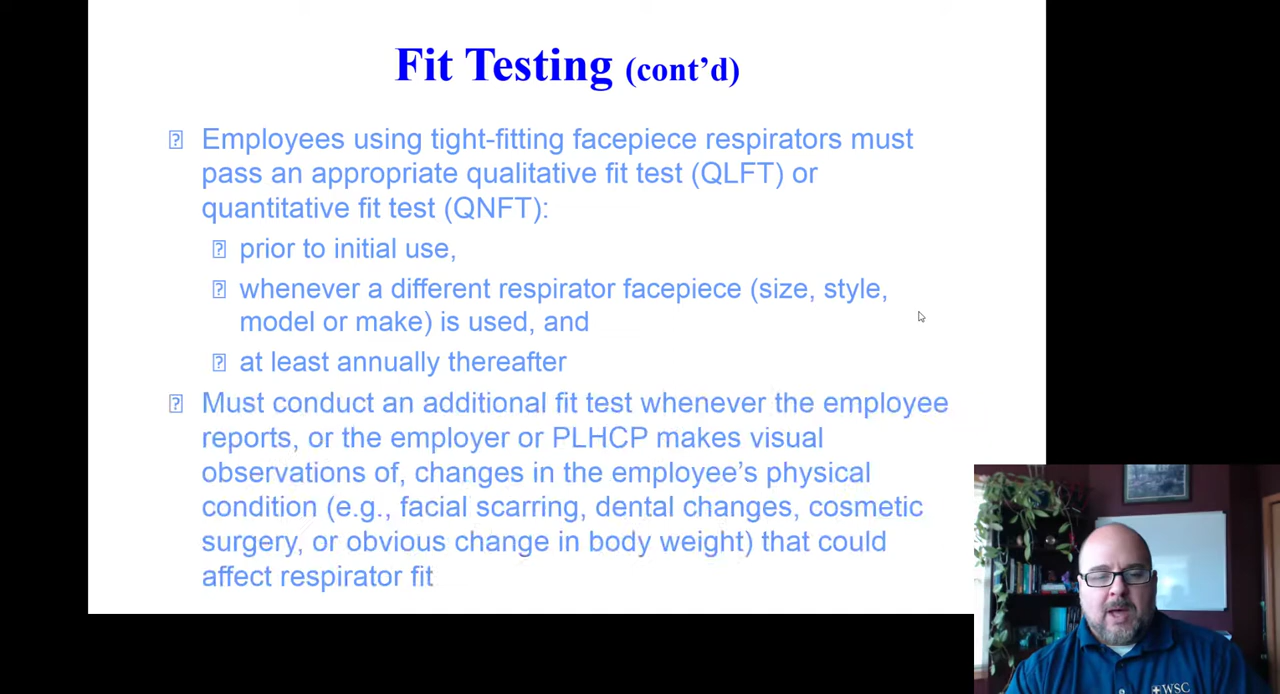 Fit Testing (cont’d)
Employees using tight-fitting facepiece respirators must
pass an appropriate qualitative fit test (QLFT) or
quantitative fit test (QNFT):
prior to initial use,
whenever a different respirator facepiece (size, style,
model or make) is used, and
at least annually thereafter
Must conduct an additional fit test whenever the employee
reports, or the employer or PLHCP makes visual
observations of, changes in the employee’s physical
condition (e.g., facial scarring, dental changes, cosmetic
surgery, or obvious change in body weight) that could
affect respirator fit
WSC